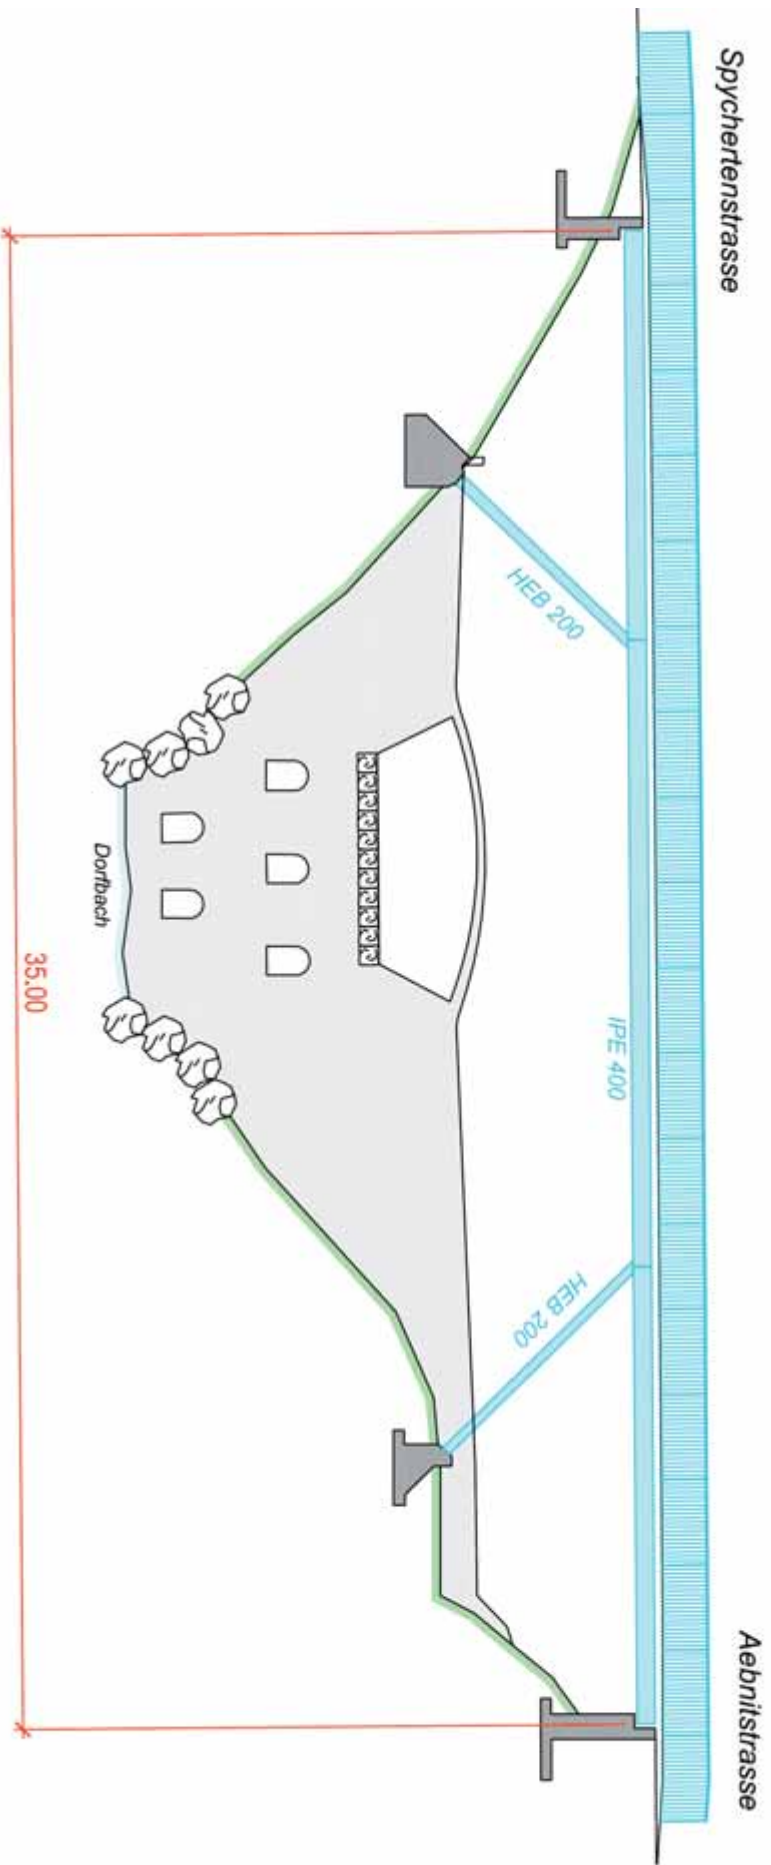 Spychertenstrasse
Aebnitstrasse
HEB 200
IPE 400
HEB 200
Dorfbach
35.00